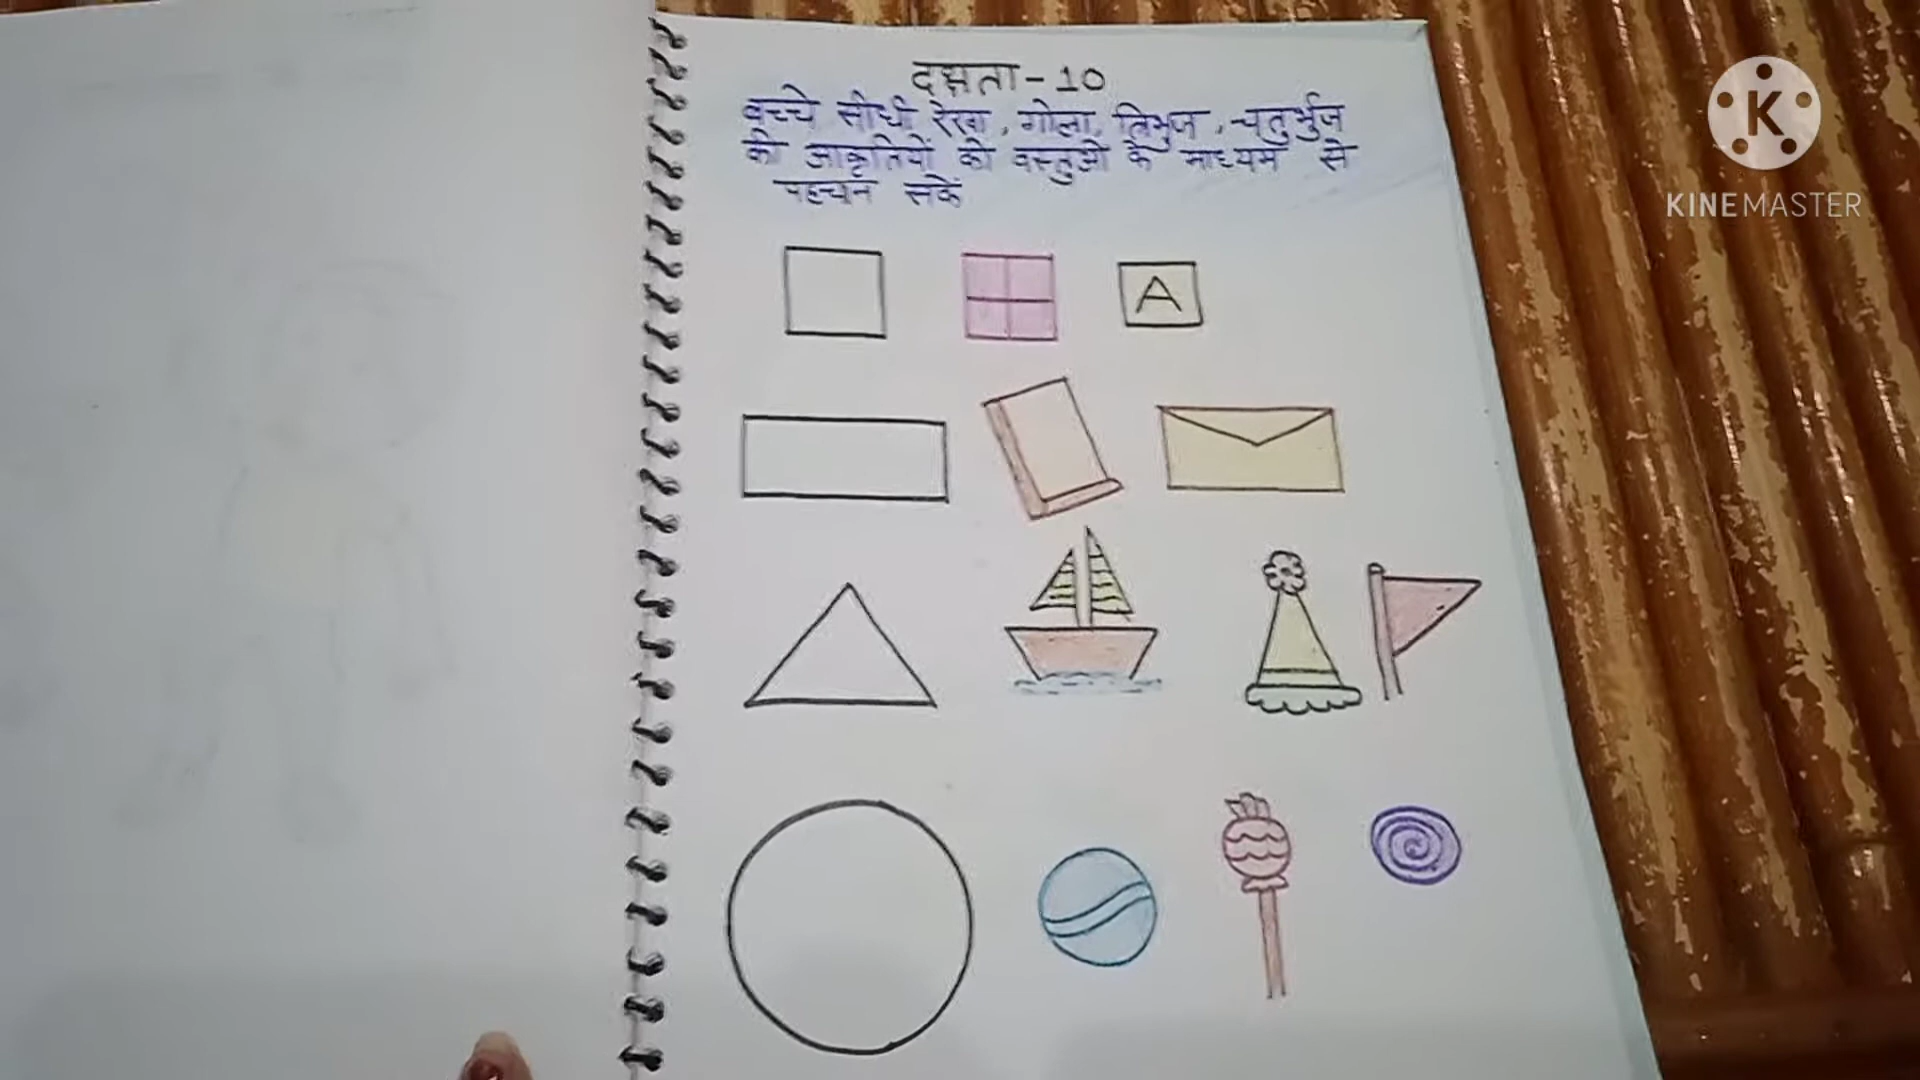 दक्षता - 10
बच्चे सीधी रेखा, गोला, त्रिभुज, चतुर्भुज
की आकृतियों को वस्तुओ के माध्यम से
पहचान सकें
A
K
KINEMASTER